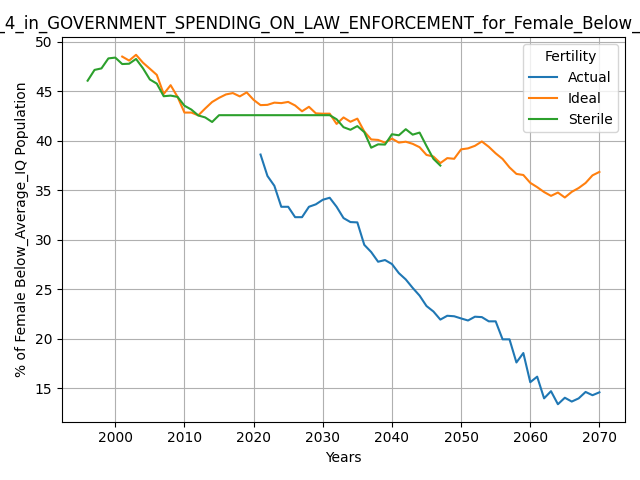 _4_in_GOVERNMENT_SPENDING_ON_LAW_ENFORCEMENT_for_Female_Below_
50
45
40
35
30
25
20
15
% of Female Below_Average_IQ Population
Fertility
Actual
Ideal
Sterile
2000 2010 2020 2030 2040 2050 2060 2070
Years